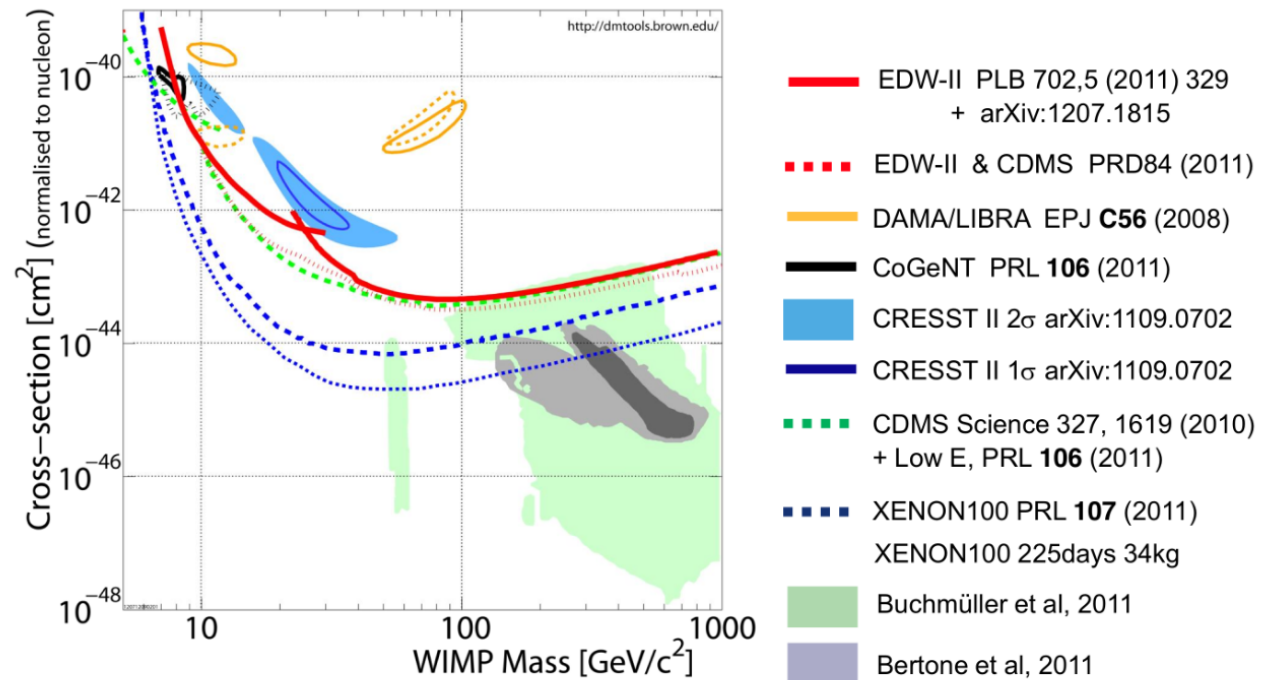 http://dmtools.brown.edu/
10⁻⁴⁰
10⁻⁴²
10⁻⁴⁴
10⁻⁴⁶
10⁻⁴⁸
Cross−section [cm²] (normalised to nucleon)
10
100
1000
WIMP Mass [GeV/c²]
EDW-II PLB 702,5 (2011) 329
+ arXiv:1207.1815
EDW-II & CDMS PRD84 (2011)
DAMA/LIBRA EPJ C56 (2008)
CoGeNT PRL 106 (2011)
CRESST II 2σ arXiv:1109.0702
CRESST II 1σ arXiv:1109.0702
CDMS Science 327, 1619 (2010)
+ Low E, PRL 106 (2011)
XENON100 PRL 107 (2011)
XENON100 225days 34kg
Buchmüller et al, 2011
Bertone et al, 2011